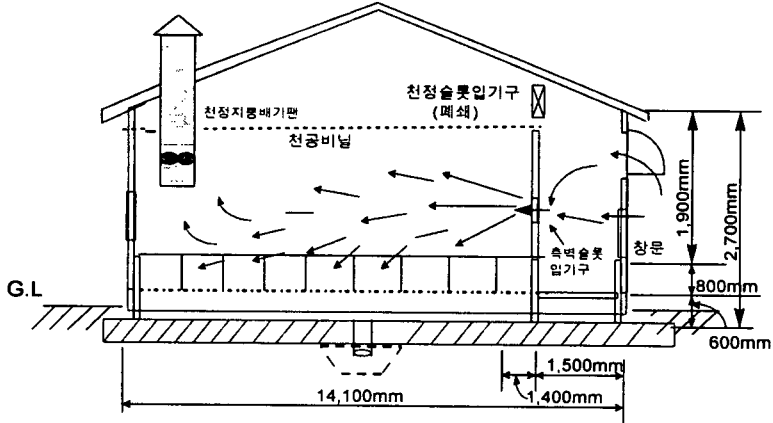 천정슬롯입기구
(폐쇄)
천정지붕배기팬
천공비닐
1,900mm
2,700mm
측벽슬롯
입기구
창문
800mm
G.L
600mm
1,500mm
1,400mm
14,100mm